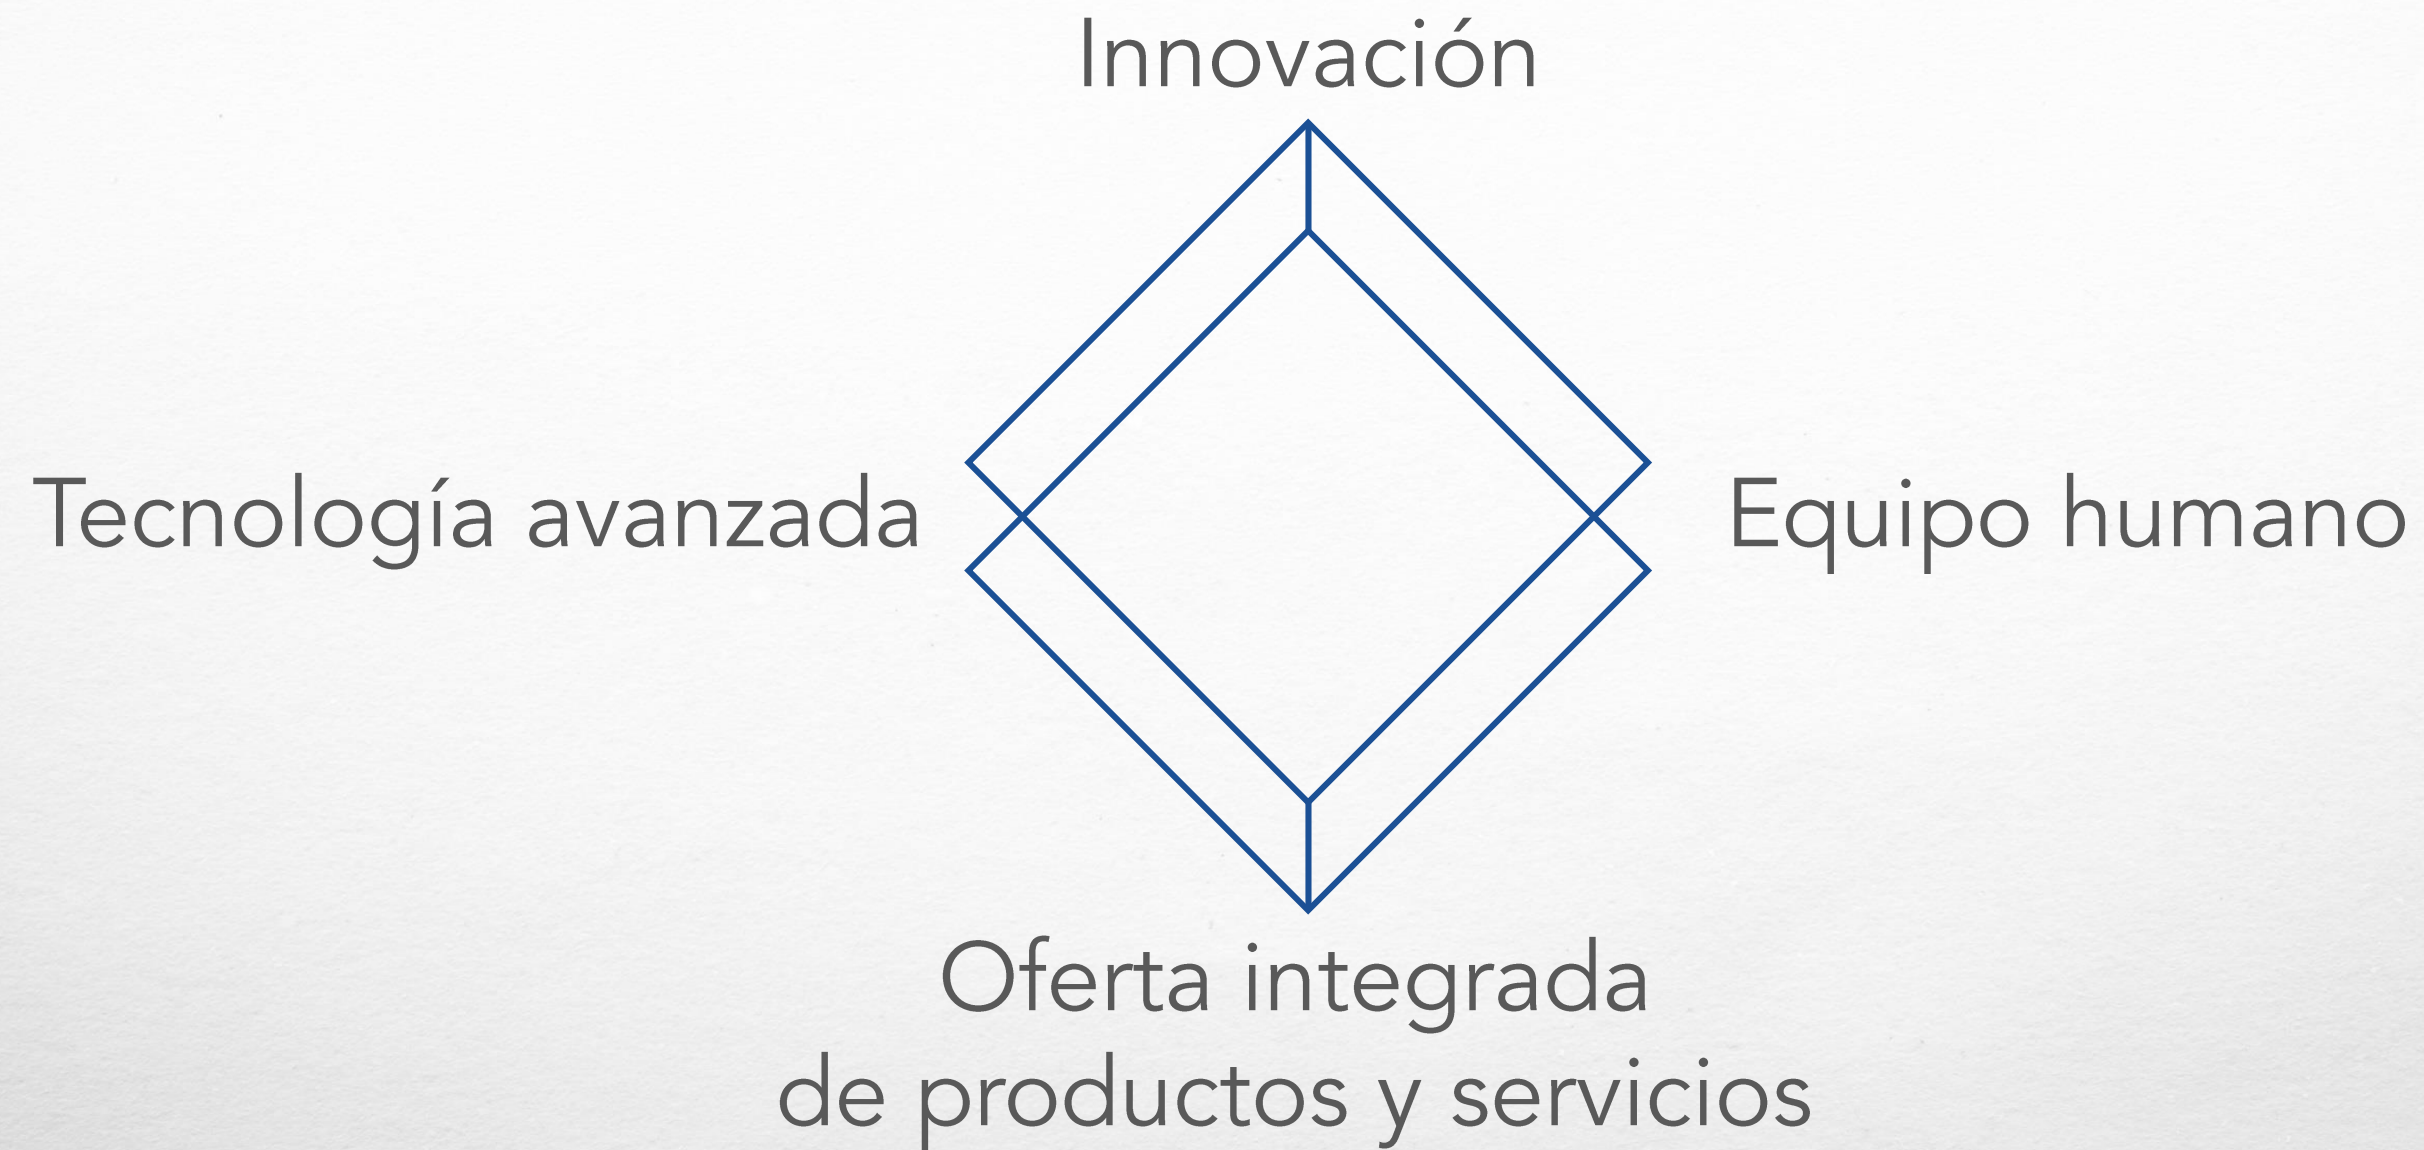 Innovación
Tecnología avanzada
Equipo humano
Oferta integrada
de productos y servicios